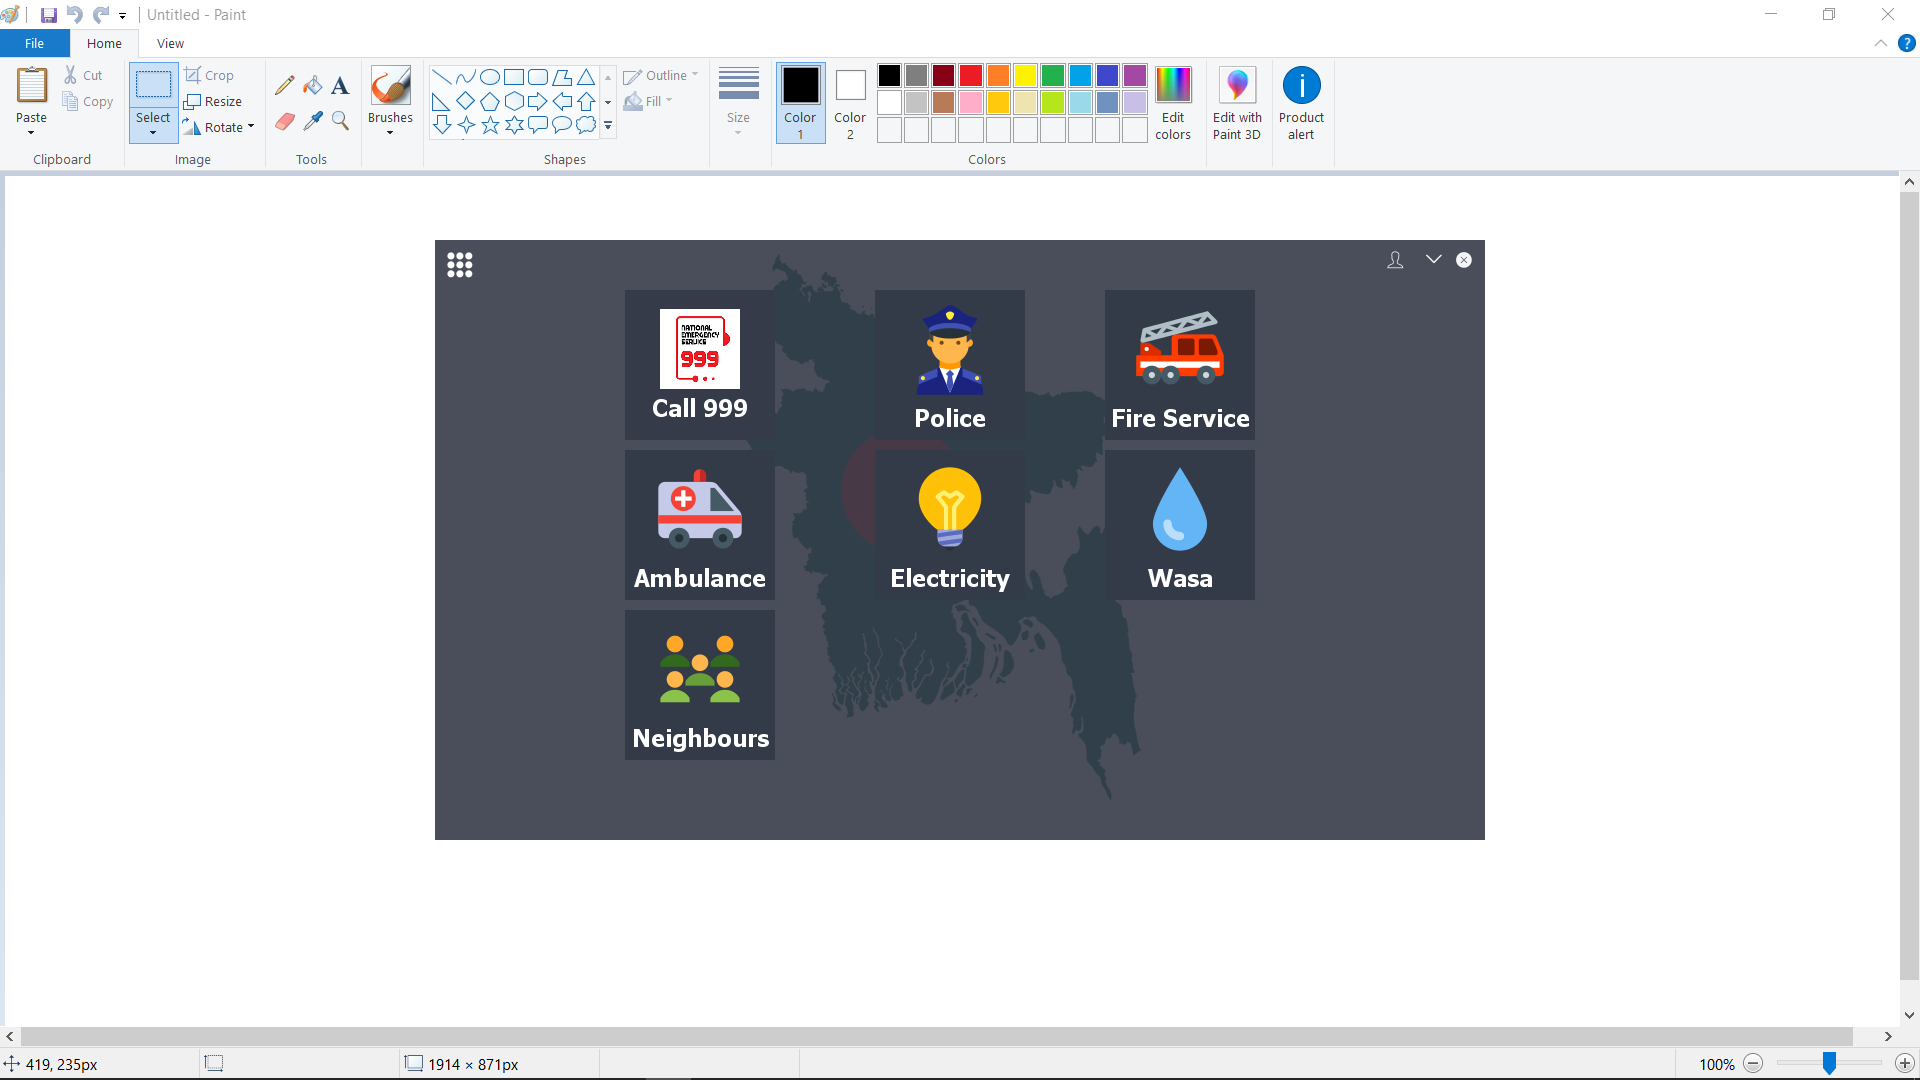 Untitled - Paint
File Home View
Paste
Cut
Copy
Clipboard
Select
Crop
Resize
Rotate
Image
A
Tools
Brushes
Outline
Fill
Shapes
Size
Color 1
Color 2
Edit colors
Colors
Edit with Paint 3D
Product alert
NATIONAL
EMERGENCY
SERVICE
999
Call 999
Police
Fire Service
Ambulance
Electricity
Wasa
Neighbours
419, 235px
1914 × 871px
100%